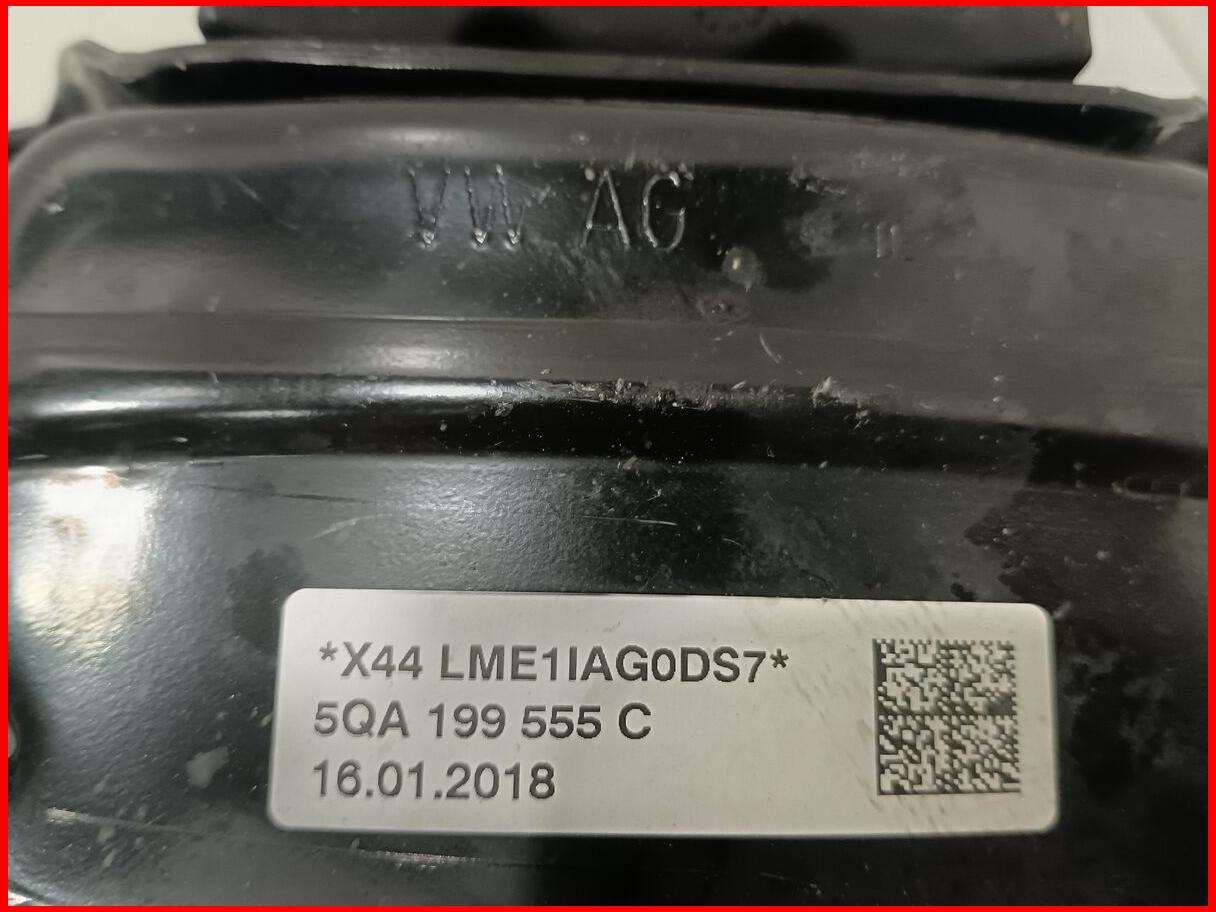 VW AG
*X44 LME1IAG0DS7*
5QA 199 555 C
16.01.2018